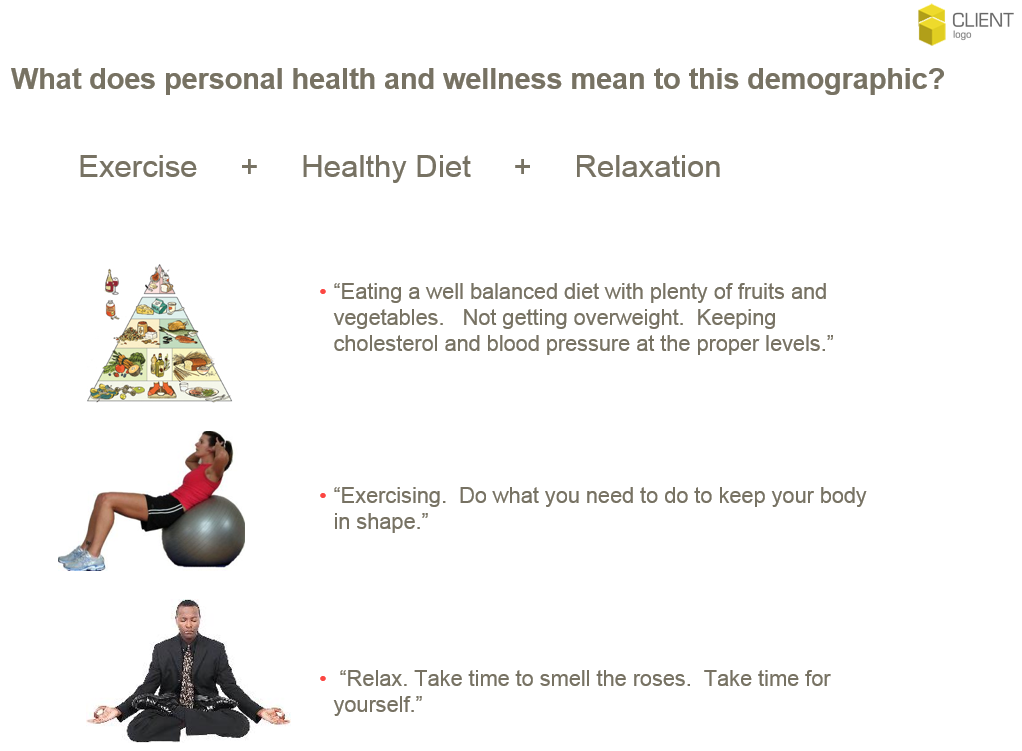 CLIENT
logo
What does personal health and wellness mean to this demographic?
Exercise + Healthy Diet + Relaxation
• “Eating a well balanced diet with plenty of fruits and
vegetables.   Not getting overweight.  Keeping
cholesterol and blood pressure at the proper levels.”
• “Exercising.  Do what you need to do to keep your body
in shape.”
• “Relax. Take time to smell the roses.  Take time for
yourself.”